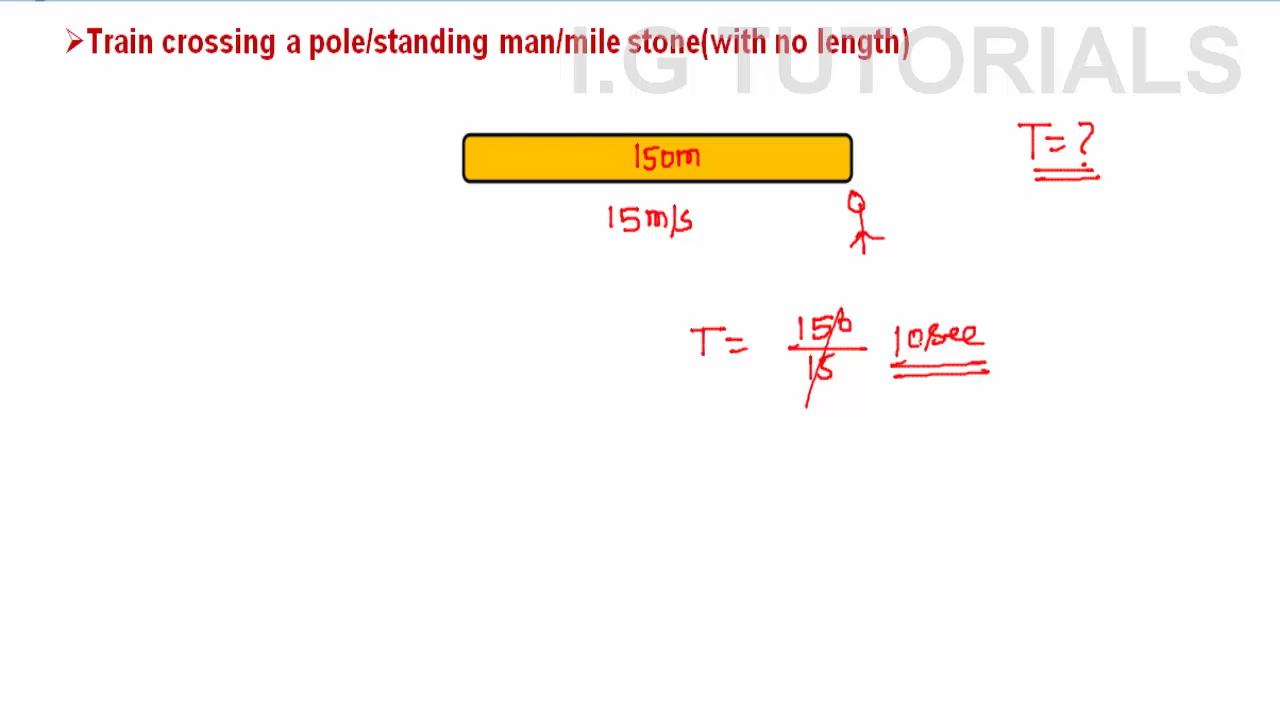 ➢Train crossing a pole/standing man/mile stone(with no length)
I.G TUTORIALS
150m
T= ?
15m/s
T= 150/15 10sec